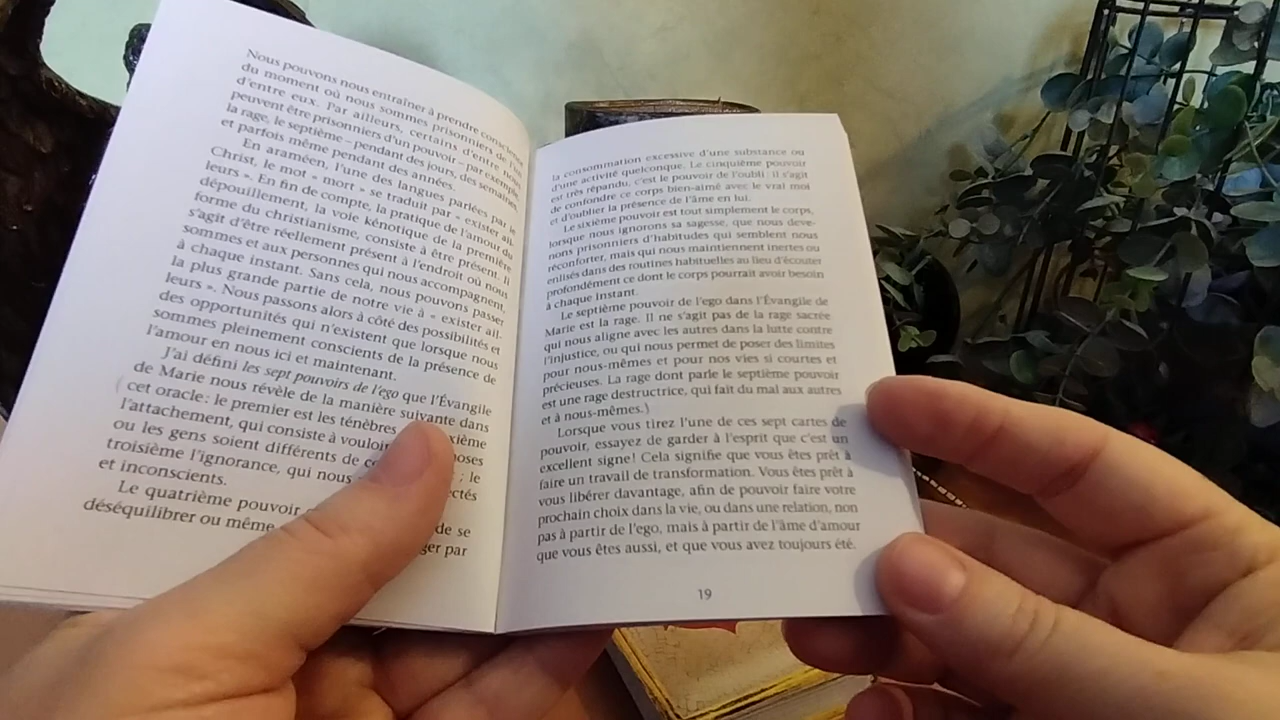 Nous pouvons nous entraîner à prendre conscience
du moment où nous sommes prisonniers de l'un
d'entre eux. Par ailleurs, certains d'entre nous
peuvent être prisonniers d'un pouvoir – par exemple
la rage, le septième – pendant des jours, des semaines
et parfois même pendant des années.
En araméen, l'une des langues parlées par le
Christ, le mot « mort » se traduit par « exister ail-
leurs ». En fin de compte, la pratique de l'amour du
dépouillement, la voie kénotique de la première
forme du christianisme, consiste à être présent. Il
s'agit d'être réellement présent à l'endroit où nous
sommes et aux personnes qui nous accompagnent,
à chaque instant. Sans cela, nous pouvons passer
la plus grande partie de notre vie à « exister ail-
leurs ». Nous passons alors à côté des possibilités et
des opportunités qui n'existent que lorsque nous
sommes pleinement conscients de la présence de
l'amour en nous ici et maintenant.
J'ai défini les sept pouvoirs de l'ego que l'Évangile
de Marie nous révèle de la manière suivante dans
( cet oracle : le premier est les ténèbres
l'attachement, qui consiste à vouloir
ou les gens soient différents de ; le
troisième l'ignorance, qui nous
et inconscients.
Le quatrième pouvoir de se
déséquilibrer ou même par
la consommation excessive d'une substance ou
d'une activité quelconque. Le cinquième pouvoir
est très répandu, c'est le pouvoir de l'oubli : il s'agit
de confondre ce corps bien-aimé avec le vrai moi
et d'oublier la présence de l'âme en lui.
Le sixième pouvoir est tout simplement le corps,
lorsque nous ignorons sa sagesse, que nous deve-
nons prisonniers d'habitudes qui semblent nous
réconforter, mais qui nous maintiennent inertes ou
enlisés dans des routines habituelles au lieu d'écouter
profondément ce dont le corps pourrait avoir besoin
à chaque instant.
Le septième pouvoir de l'ego dans l'Évangile de
Marie est la rage. Il ne s'agit pas de la rage sacrée
qui nous aligne avec les autres dans la lutte contre
l'injustice, ou qui nous permet de poser des limites
pour nous-mêmes et pour nos vies si courtes et
précieuses. La rage dont parle le septième pouvoir
est une rage destructrice, qui fait du mal aux autres
et à nous-mêmes.)
Lorsque vous tirez l'une de ces sept cartes de
pouvoir, essayez de garder à l'esprit que c'est un
excellent signe! Cela signifie que vous êtes prêt à
faire un travail de transformation. Vous êtes prêt à
vous libérer davantage, afin de pouvoir faire votre
prochain choix dans la vie, ou dans une relation, non
pas à partir de l'ego, mais à partir de l'âme d'amour
que vous êtes aussi, et que vous avez toujours été.
19